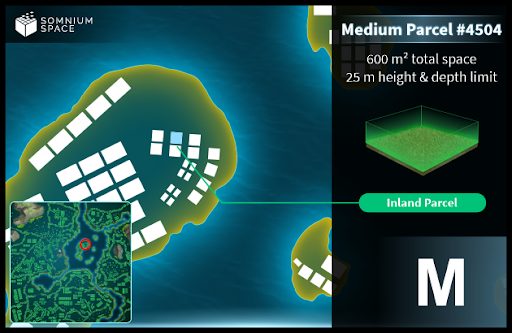 SOMNIUM
SPACE
Medium Parcel #4504
600 m² total space
25 m height & depth limit
Inland Parcel
M